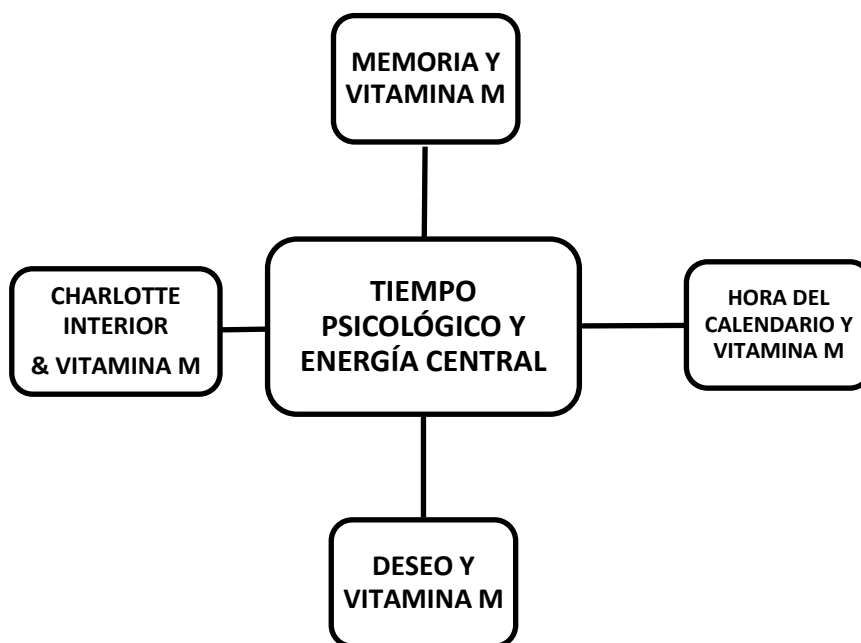 MEMORIA Y
VITAMINA M
CHARLOTTE
INTERIOR
& VITAMINA M
TIEMPO
PSICOLÓGICO Y
ENERGÍA CENTRAL
HORA DEL
CALENDARIO Y
VITAMINA M
DESEO Y
VITAMINA M